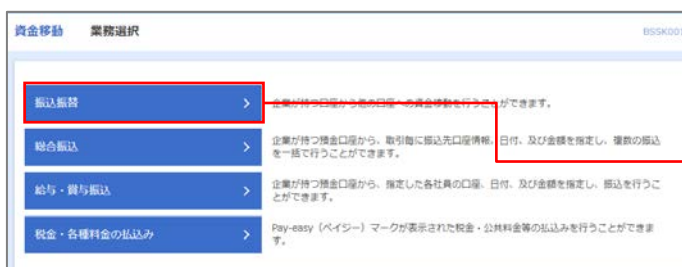 資金移動 業務選択
BSSK001
振込振替
企業が持つ口座から他の口座への資金移動を行うことができます。
総合振込
企業が持つ預金口座から、取引毎に振込先口座情報、日付、及び金額を指定し、複数の振込
を一括で行うことができます。
給与・賞与振込
企業が持つ預金口座から、指定した各社員の口座、日付、及び金額を指定し、振込を行うこ
とができます。
税金・各種料金の払込み
Pay-easy（ペイジー）マークが表示された税金・公共料金等の払込みを行うことができま
す。